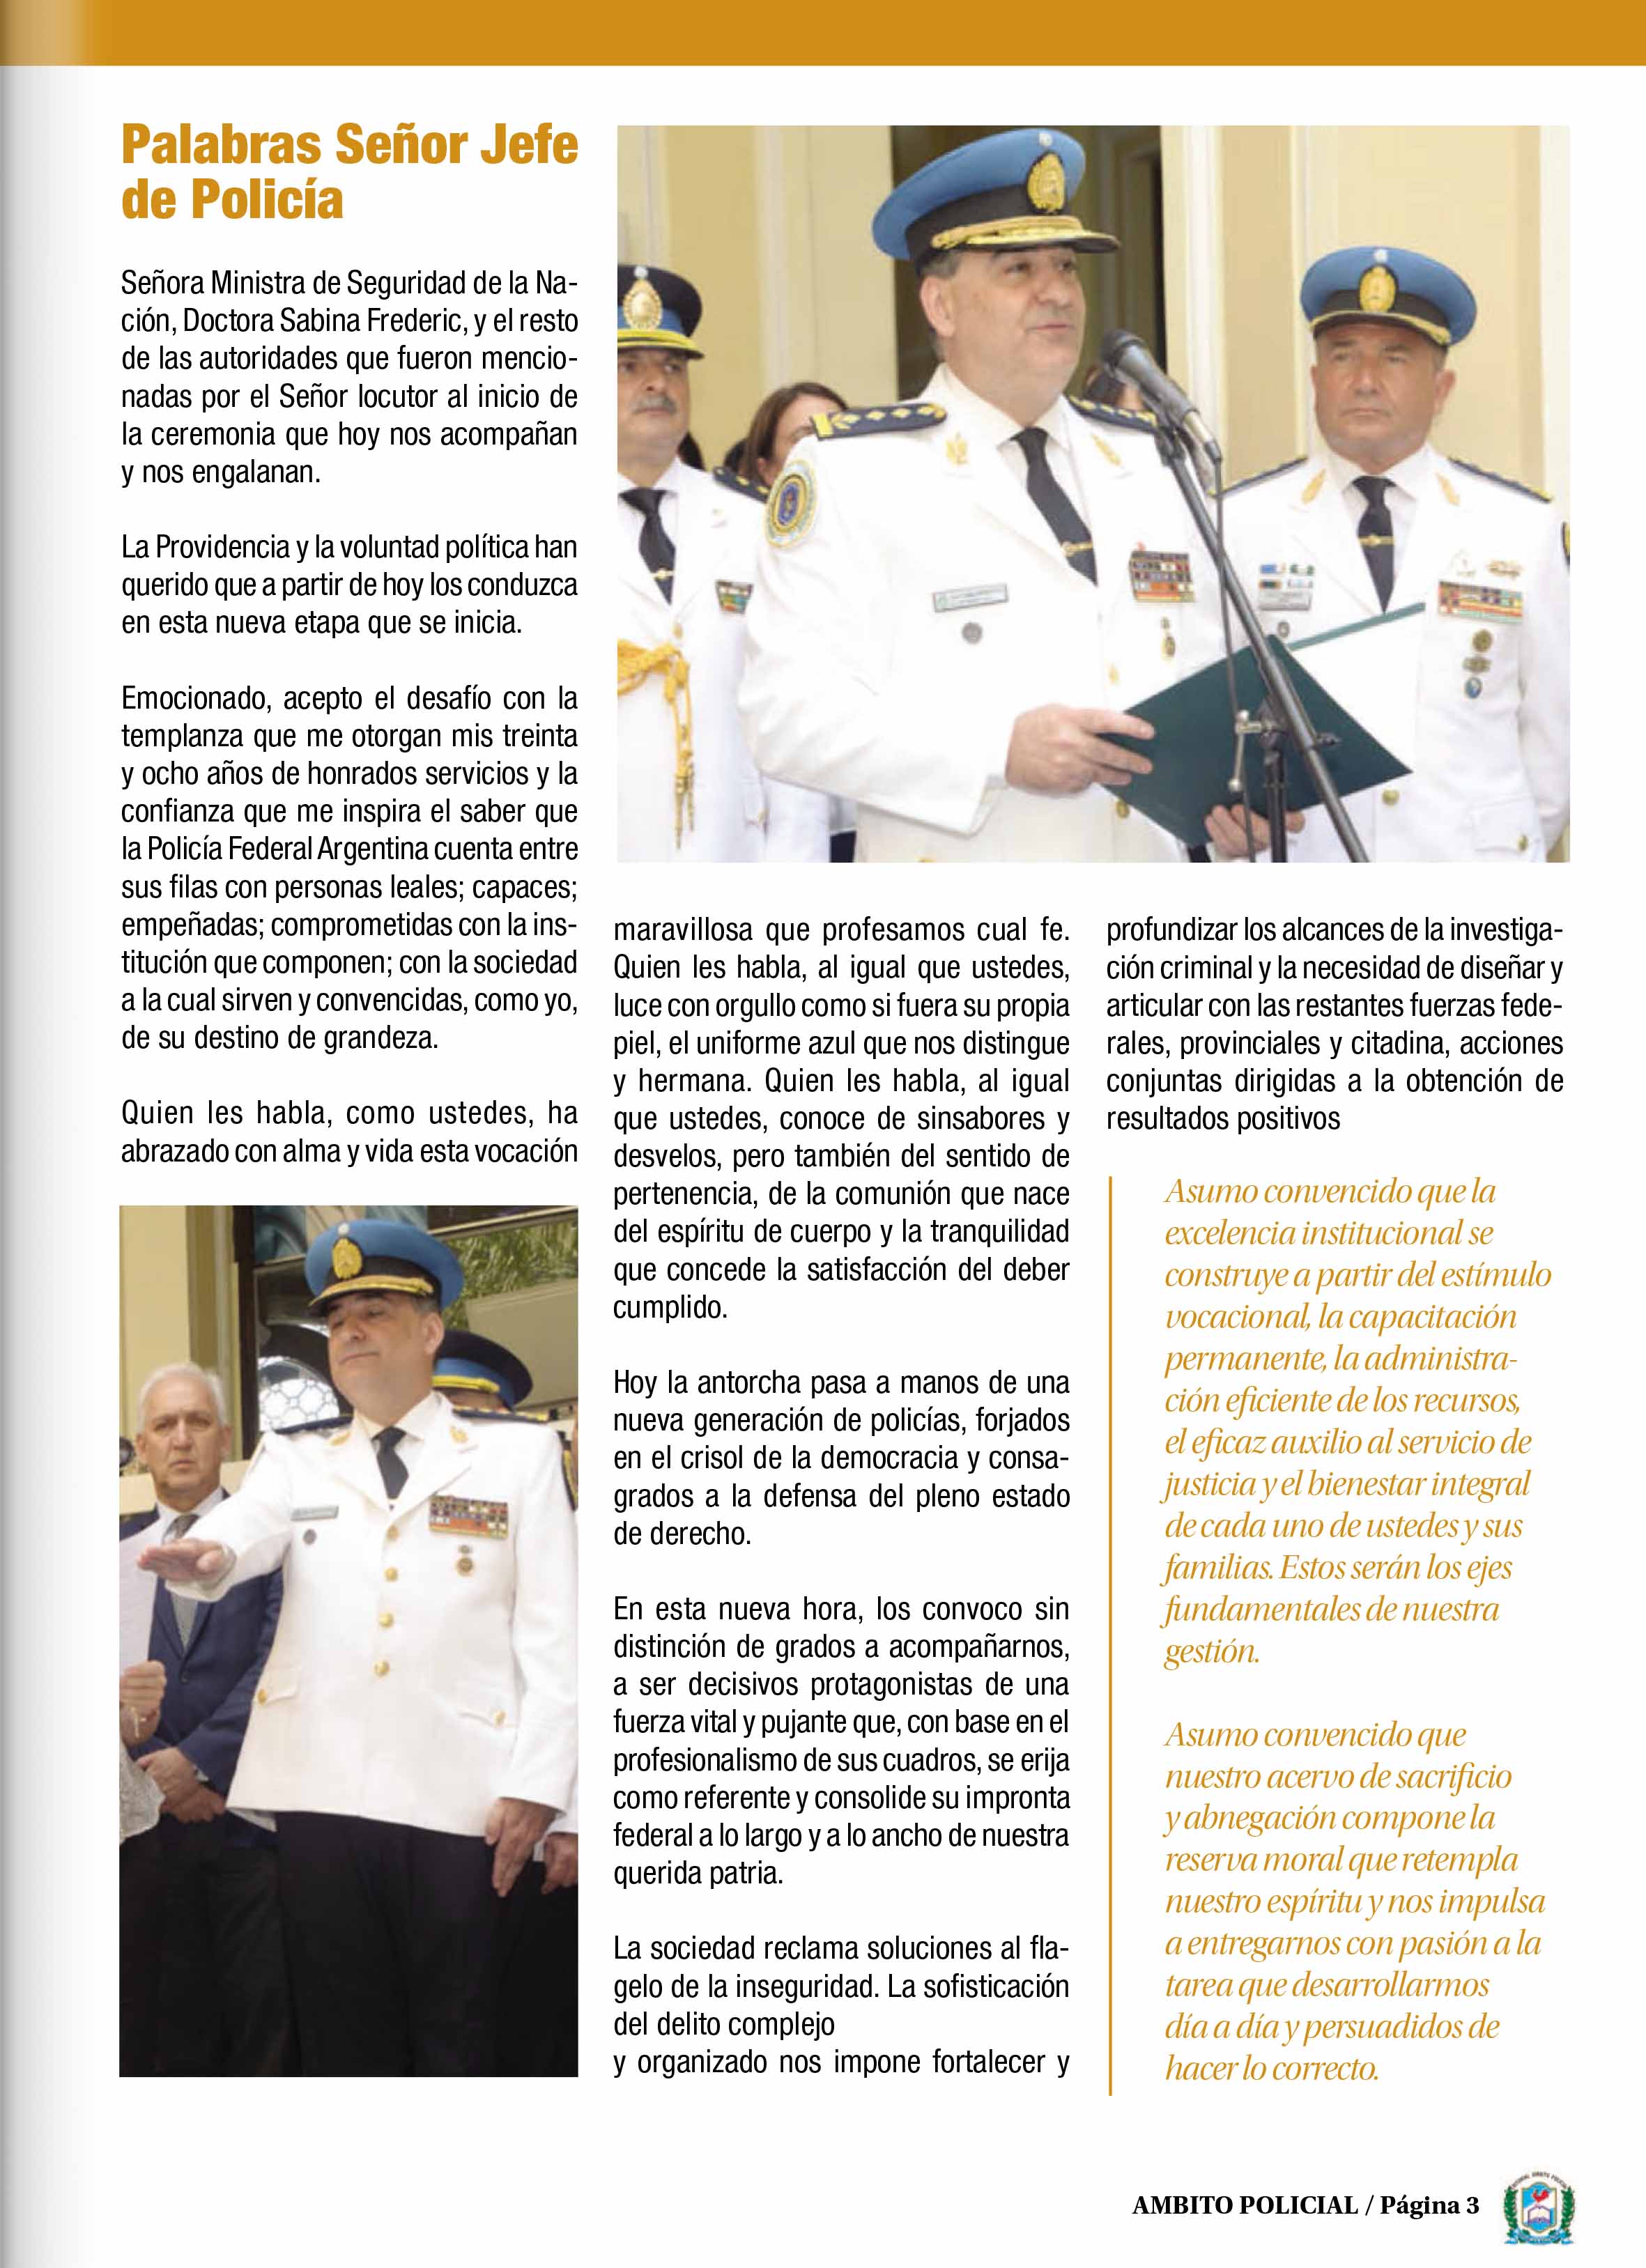 Palabras Señor Jefe
de Policía
Señora Ministra de Seguridad de la Na-
ción, Doctora Sabina Frederic, y el resto
de las autoridades que fueron mencio-
nadas por el Señor locutor al inicio de
la ceremonia que hoy nos acompañan
y nos engalanan.
La Providencia y la voluntad política han
querido que a partir de hoy los conduzca
en esta nueva etapa que se inicia.
Emocionado, acepto el desafío con la
templanza que me otorgan mis treinta
y ocho años de honrados servicios y la
confianza que me inspira el saber que
la Policía Federal Argentina cuenta entre
sus filas con personas leales; capaces;
empeñadas; comprometidas con la ins-
titución que componen; con la sociedad
a la cual sirven y convencidas, como yo,
de su destino de grandeza.
Quien les habla, como ustedes, ha
abrazado con alma y vida esta vocación
maravillosa que profesamos cual fe.
Quien les habla, al igual que ustedes,
luce con orgullo como si fuera su propia
piel, el uniforme azul que nos distingue
y hermana. Quien les habla, al igual
que ustedes, conoce de sinsabores y
desvelos, pero también del sentido de
pertenencia, de la comunión que nace
del espíritu de cuerpo y la tranquilidad
que concede la satisfacción del deber
cumplido.
Hoy la antorcha pasa a manos de una
nueva generación de policías, forjados
en el crisol de la democracia y consa-
grados a la defensa del pleno estado
de derecho.
En esta nueva hora, los convoco sin
distinción de grados a acompañarnos,
a ser decisivos protagonistas de una
fuerza vital y pujante que, con base en el
profesionalismo de sus cuadros, se erija
como referente y consolide su impronta
federal a lo largo y a lo ancho de nuestra
querida patria.
La sociedad reclama soluciones al fla-
gelo de la inseguridad. La sofisticación
del delito complejo
y organizado nos impone fortalecer y
profundizar los alcances de la investiga-
ción criminal y la necesidad de diseñar y
articular con las restantes fuerzas fede-
rales, provinciales y citadina, acciones
conjuntas dirigidas a la obtención de
resultados positivos
Asumo convencido que la
excelencia institucional se
construye a partir del estímulo
vocacional, la capacitación
permanente, la administra-
ción eficiente de los recursos,
el eficaz auxilio al servicio de
justicia y el bienestar integral
de cada uno de ustedes y sus
familias. Estos serán los ejes
fundamentales de nuestra
gestión.
Asumo convencido que
nuestro acervo de sacrificio
y abnegación compone la
reserva moral que retempla
nuestro espíritu y nos impulsa
a entregarnos con pasión a la
tarea que desarrollarmos
día a día y persuadidos de
hacer lo correcto.
AMBITO POLICIAL / Página 3